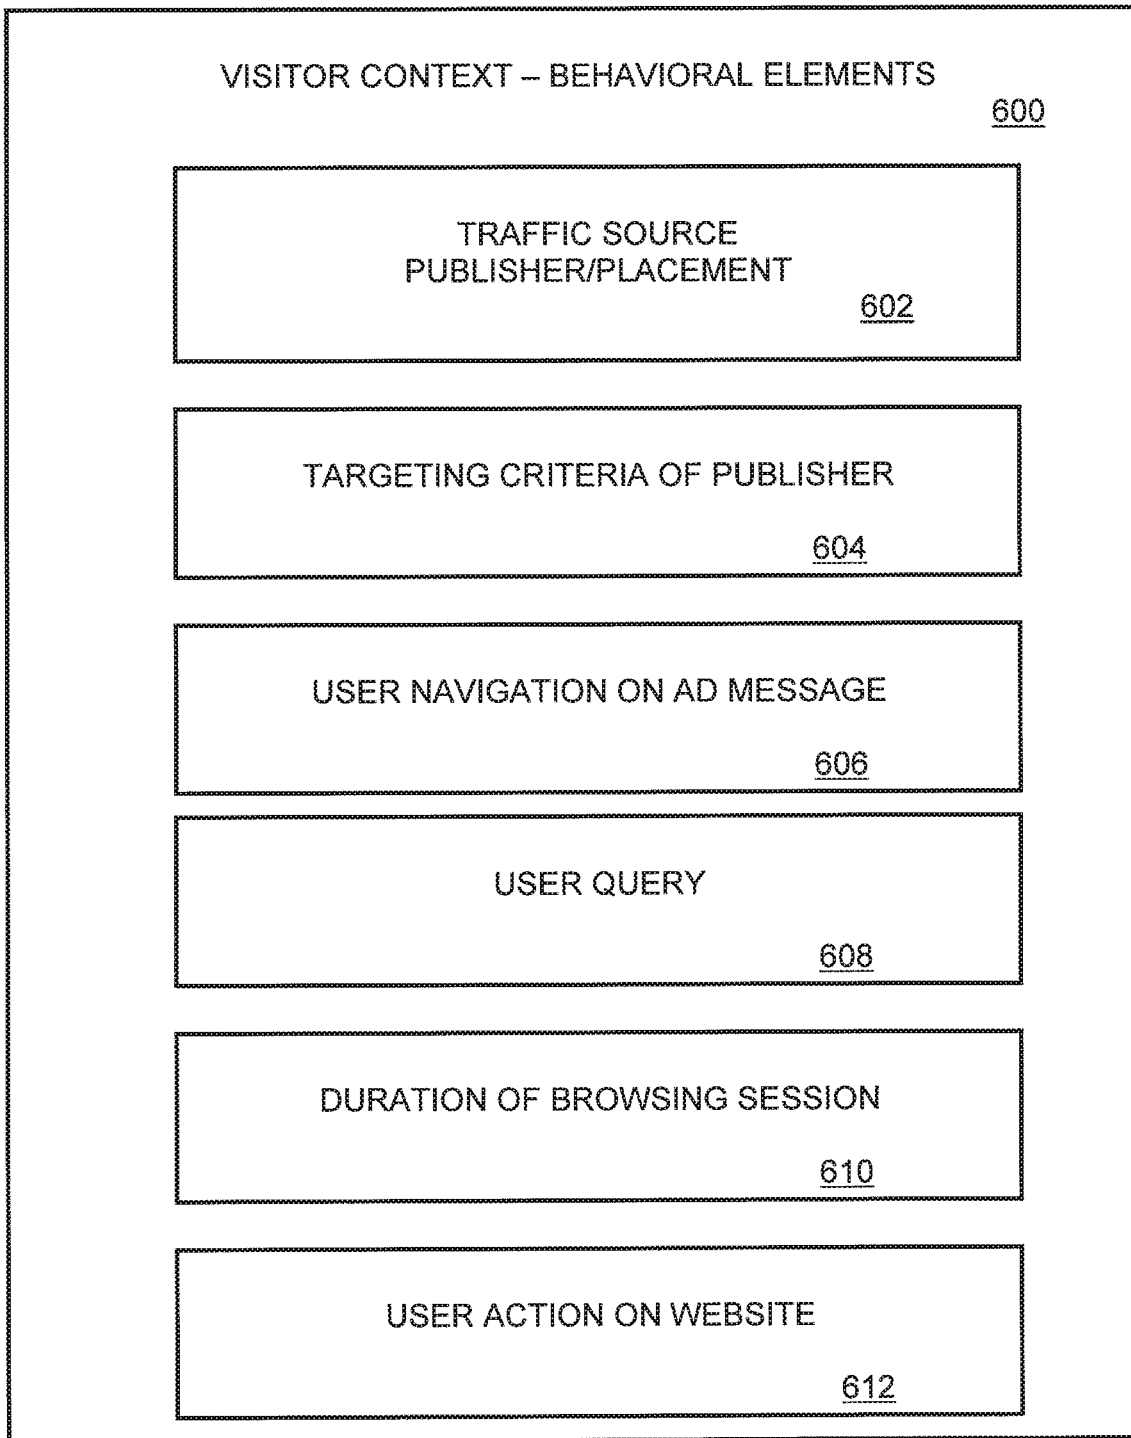 VISITOR CONTEXT – BEHAVIORAL ELEMENTS
600
TRAFFIC SOURCE
PUBLISHER/PLACEMENT
602
TARGETING CRITERIA OF PUBLISHER
604
USER NAVIGATION ON AD MESSAGE
606
USER QUERY
608
DURATION OF BROWSING SESSION
610
USER ACTION ON WEBSITE
612